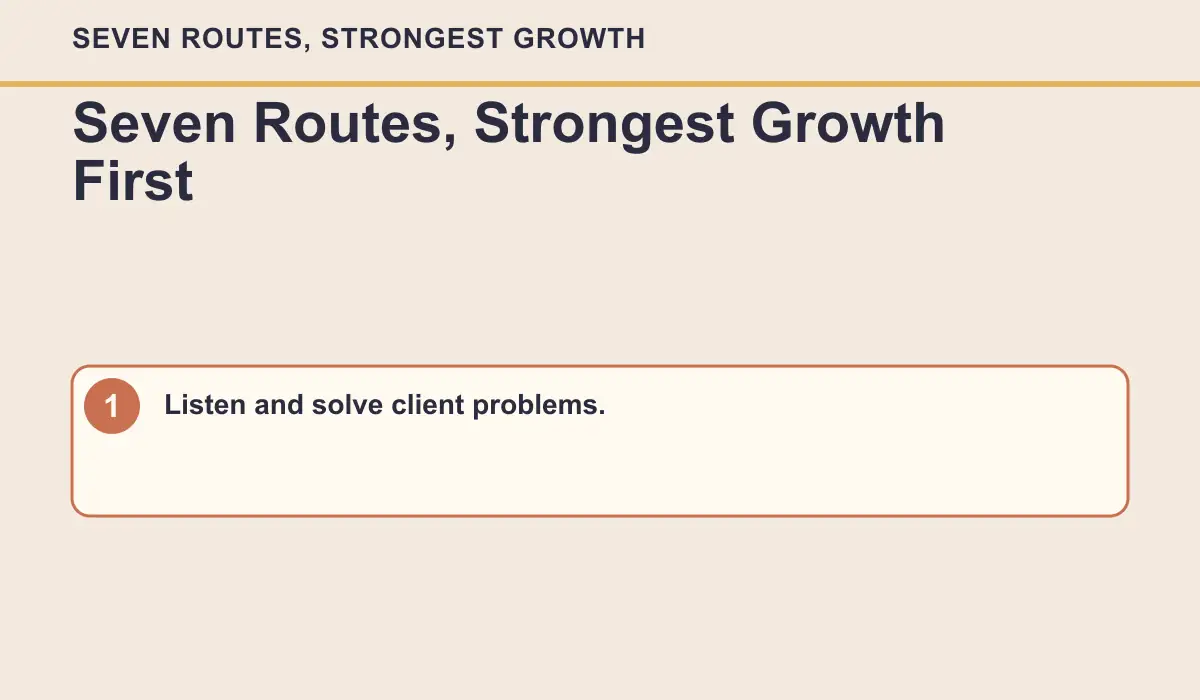 SEVEN ROUTES, STRONGEST GROWTH
Seven Routes, Strongest Growth
First
1
Listen and solve client problems.